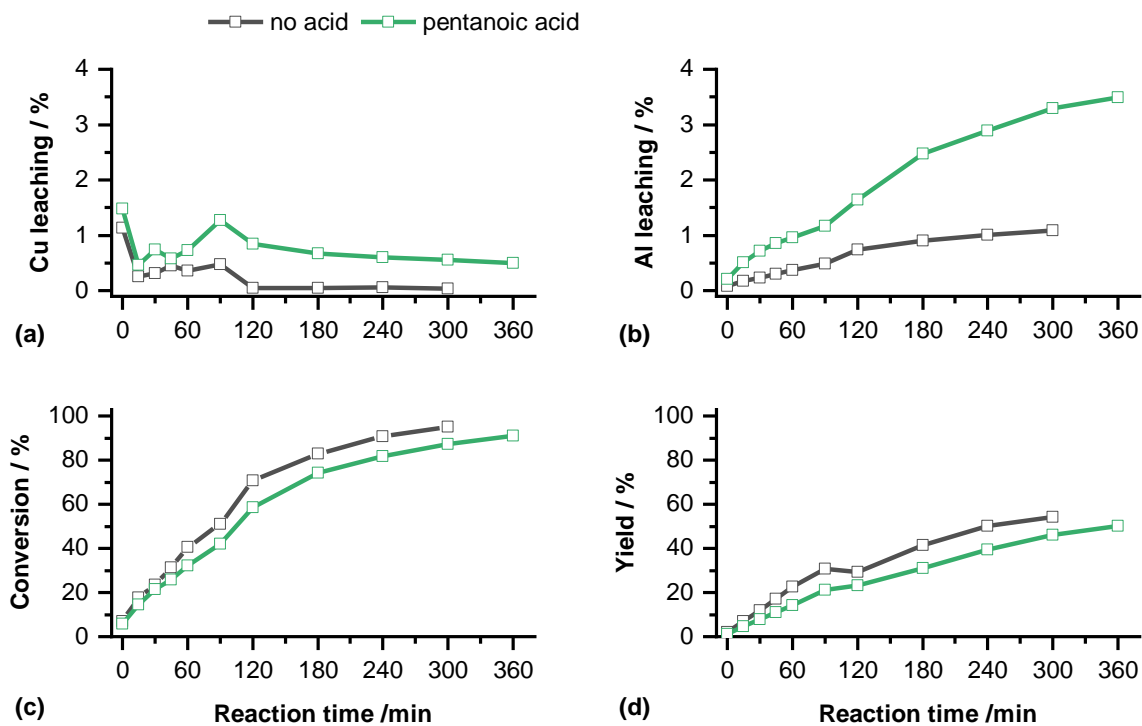 no acid pentanoic acid
Cu leaching / %
4
3
2
1
0
0 60 120 180 240 300 360
(a)
Al leaching / %
4
3
2
1
0
0 60 120 180 240 300 360
(b)
Conversion / %
100
80
60
40
20
0
0 60 120 180 240 300 360
(c)
Reaction time /min
Yield / %
100
80
60
40
20
0
0 60 120 180 240 300 360
(d)
Reaction time /min